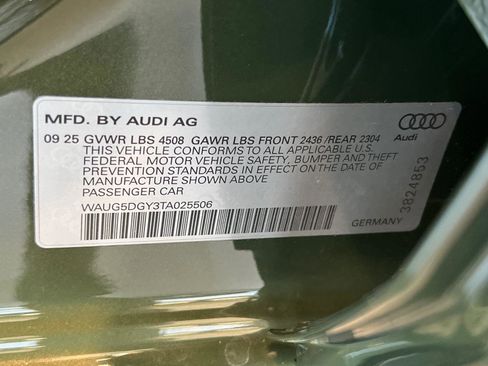 MFD. BY AUDI AG
Audi
09 25 GVWR LBS 4508 GAWR LBS FRONT 2436 /REAR 2304
THIS VEHICLE CONFORMS TO ALL APPLICABLE U.S.
FEDERAL MOTOR VEHICLE SAFETY, BUMPER AND THEFT
PREVENTION STANDARDS IN EFFECT ON THE DATE OF
MANUFACTURE SHOWN ABOVE
PASSENGER CAR
WAUG5DGY3TA025506
GERMANY
3824853